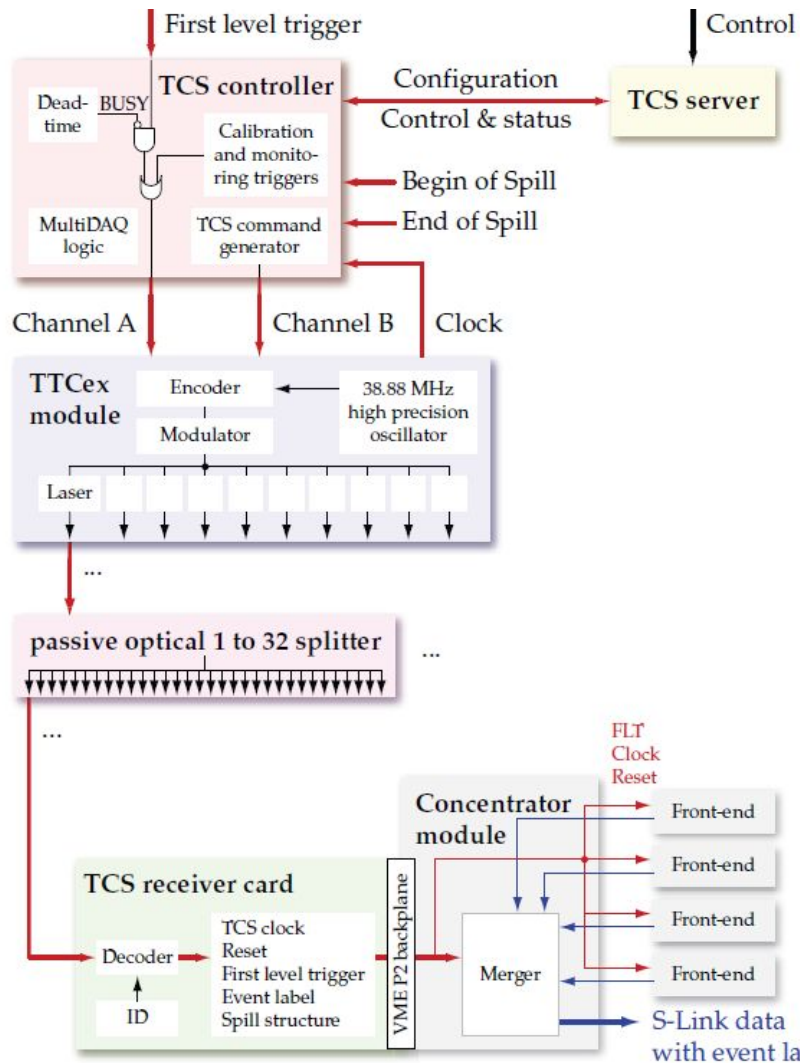 First level trigger
Control
TCS controller
Dead-
time
BUSY
Calibration
and monito-
ring triggers
MultiDAQ
logic
TCS command
generator
Configuration
Control & status
TCS server
Begin of Spill
End of Spill
Channel A
Channel B
Clock
TTCex
module
Encoder
Modulator
38.88 MHz
high precision
oscillator
Laser
...
passive optical 1 to 32 splitter
...
...
FLT
Clock
Reset
Concentrator
module
Front-end
Front-end
Front-end
Front-end
TCS receiver card
Decoder
ID
TCS clock
Reset
First level trigger
Event label
Spill structure
VME P2 backplane
Merger
S-Link data
with event la